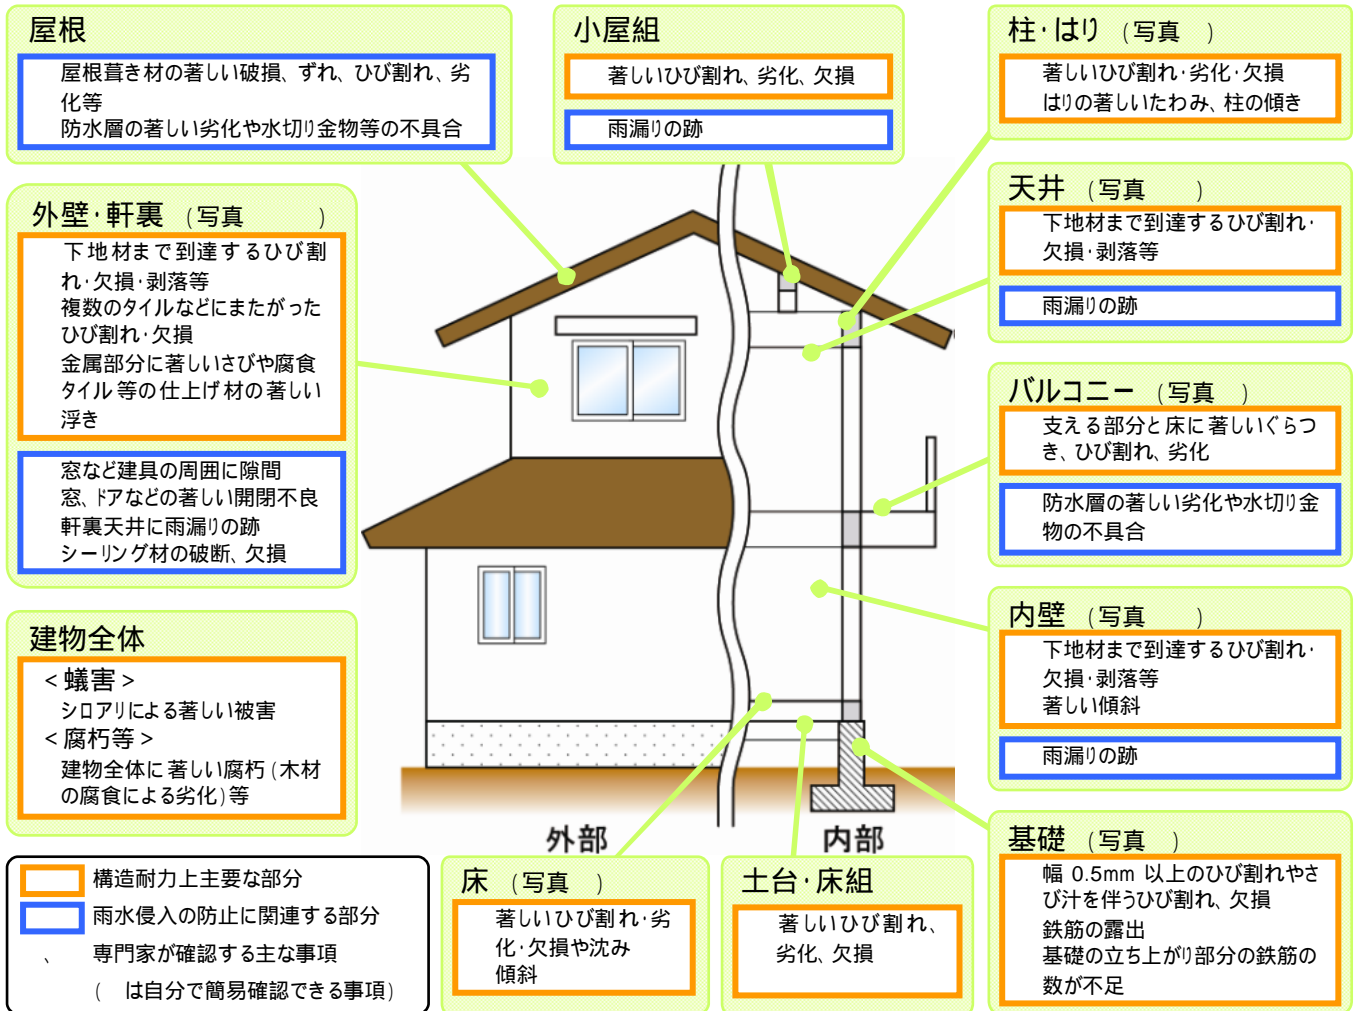 屋根
屋根葺き材の著しい破損、ずれ、ひび割れ、劣
化等
防水層の著しい劣化や水切り金物等の不具合
小屋組
著しいひび割れ、劣化、欠損
雨漏りの跡
柱・はり （写真　）
著しいひび割れ・劣化・欠損
はりの著しいたわみ、柱の傾き
外壁・軒裏 （写真　　　）
下地材まで到達するひび割
れ・欠損・剥落等
複数のタイルなどにまたがった
ひび割れ・欠損
金属部分に著しいさびや腐食
タイル等の仕上げ材の著しい
浮き
窓など建具の周囲に隙間
窓、ドアなどの著しい開閉不良
軒裏天井に雨漏りの跡
シーリング材の破断、欠損
天井 （写真　　）
下地材まで到達するひび割れ・
欠損・剥落等
雨漏りの跡
バルコニー （写真　）
支える部分と床に著しいぐらつ
き、ひび割れ、劣化
防水層の著しい劣化や水切り金
物の不具合
建物全体
＜蟻害＞
シロアリによる著しい被害
＜腐朽等＞
建物全体に著しい腐朽（木材
の腐食による劣化）等
内壁 （写真　　）
下地材まで到達するひび割れ・
欠損・剥落等
著しい傾斜
雨漏りの跡
外部
内部
基礎 （写真　）
幅 0.5mm 以上のひび割れやさ
び汁を伴うひび割れ、欠損
鉄筋の露出
基礎の立ち上がり部分の鉄筋の
数が不足
床 （写真　）
著しいひび割れ・劣
化・欠損や沈み
傾斜
土台・床組
著しいひび割れ、
劣化、欠損
構造耐力上主要な部分
雨水侵入の防止に関連する部分
、　専門家が確認する主な事項
（　は自分で簡易確認できる事項）